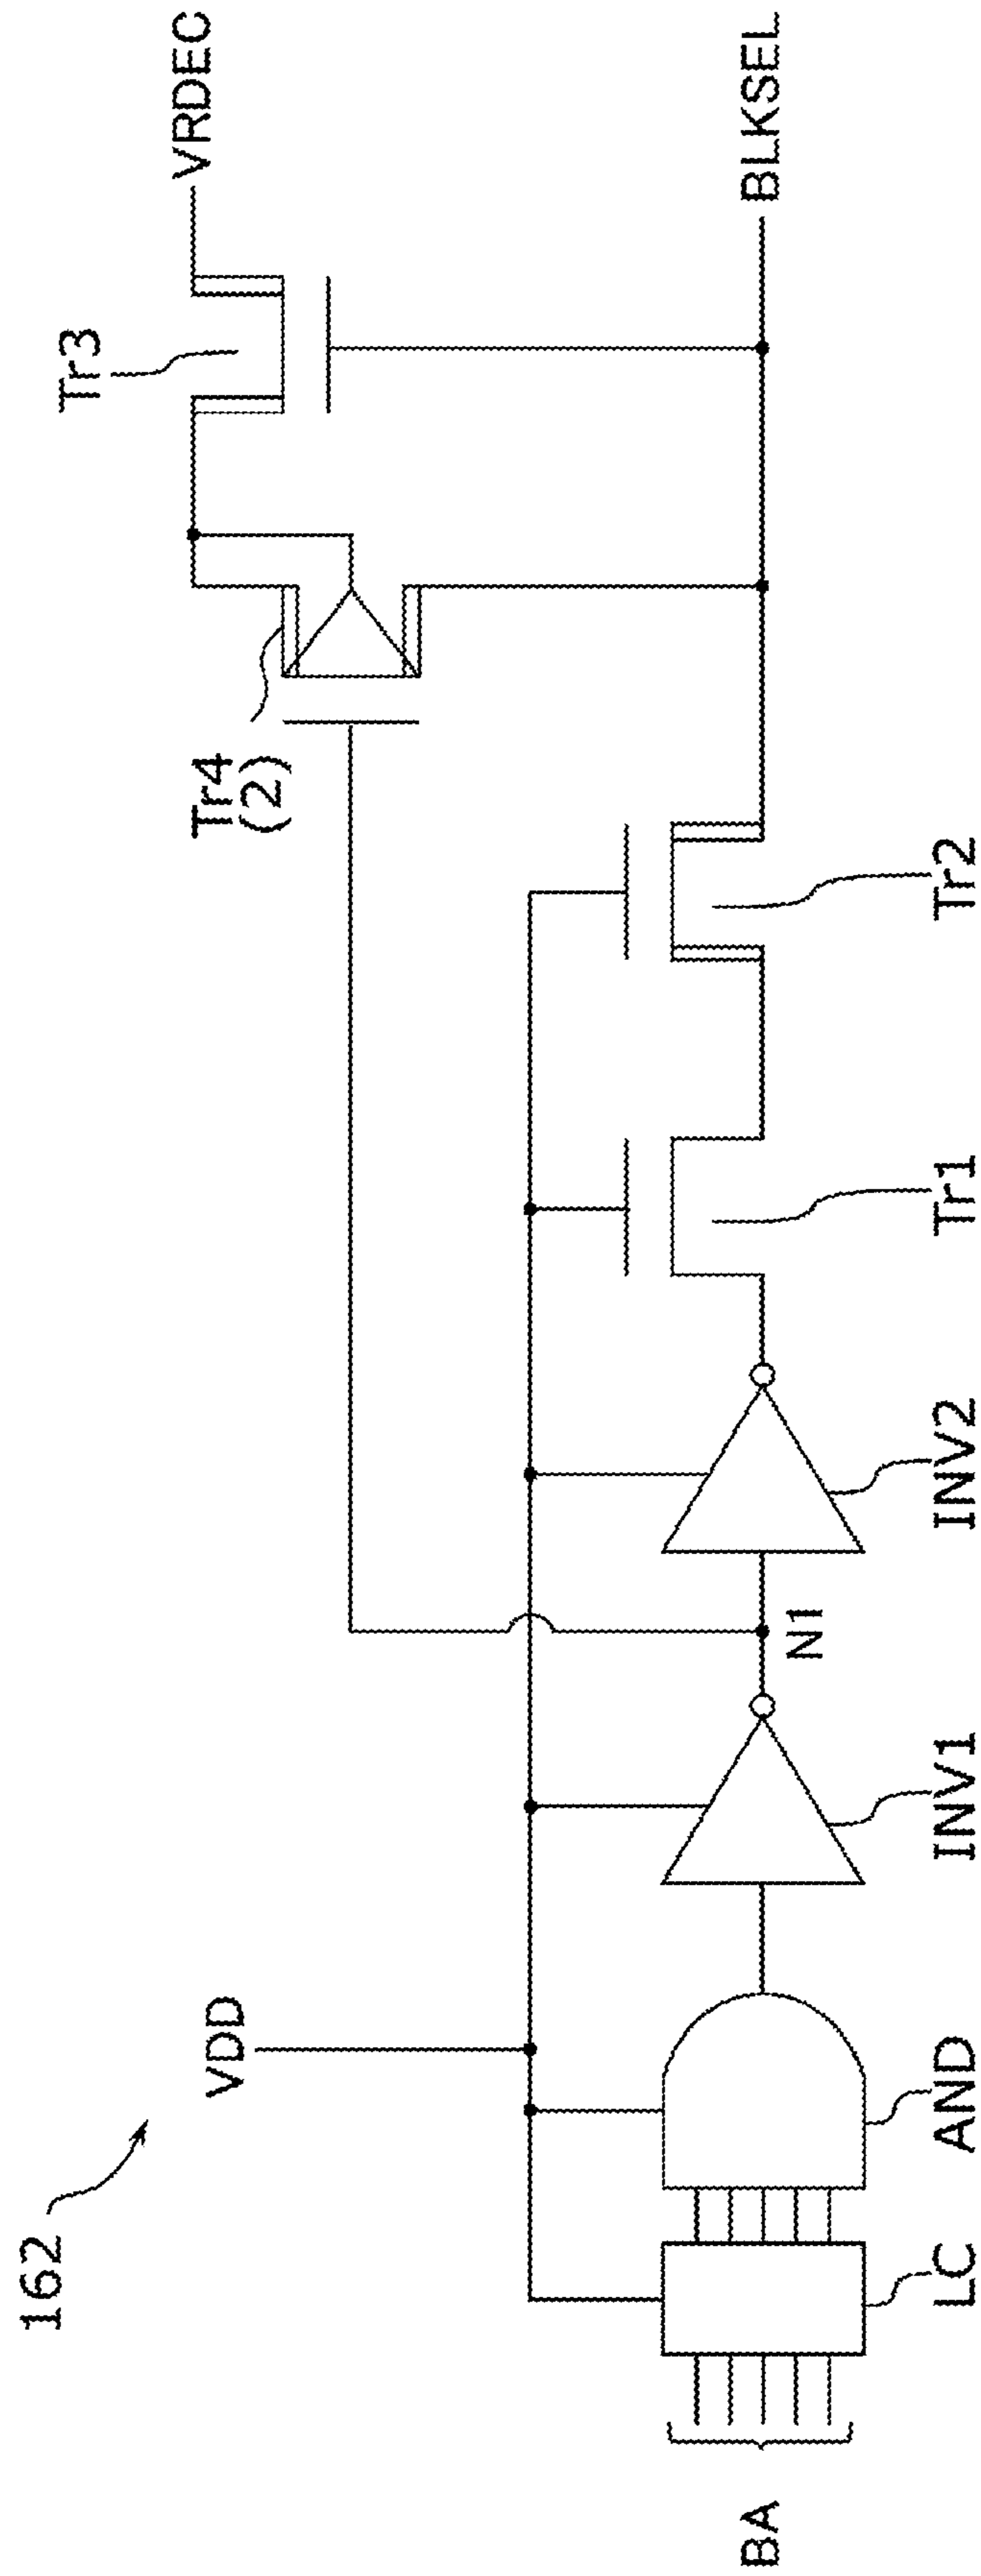 162
VDD
VRDEC
Tr3
Tr4
(2)
BLKSEL
N1
BA
LC
AND
INV1
INV2
Tr1
Tr2